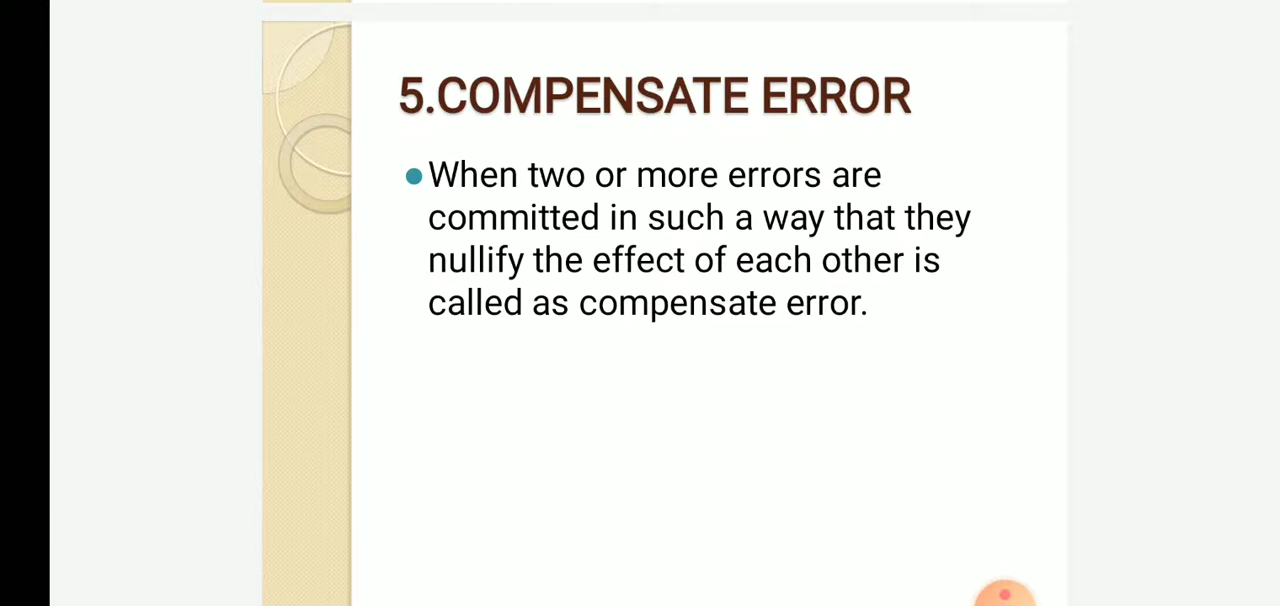 5.COMPENSATE ERROR
When two or more errors are
committed in such a way that they
nullify the effect of each other is
called as compensate error.